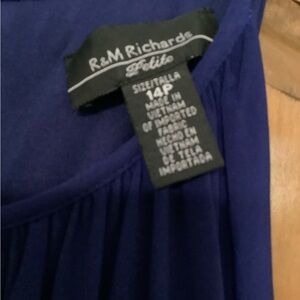 R&M Richards
Petite
SIZE/TALLA
14P
MADE IN
VIETNAM
OF IMPORTED
FABRIC
HECHO EN
VIETNAM
DE TELA
IMPORTADA